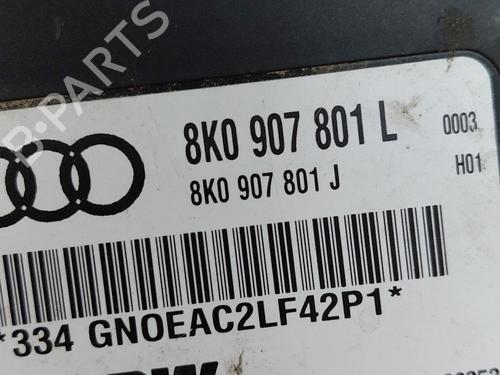 8K0 907 801 L 0003
8K0 907 801 J H01
*334 GNOEAC2LF42P1*
B-PARTS